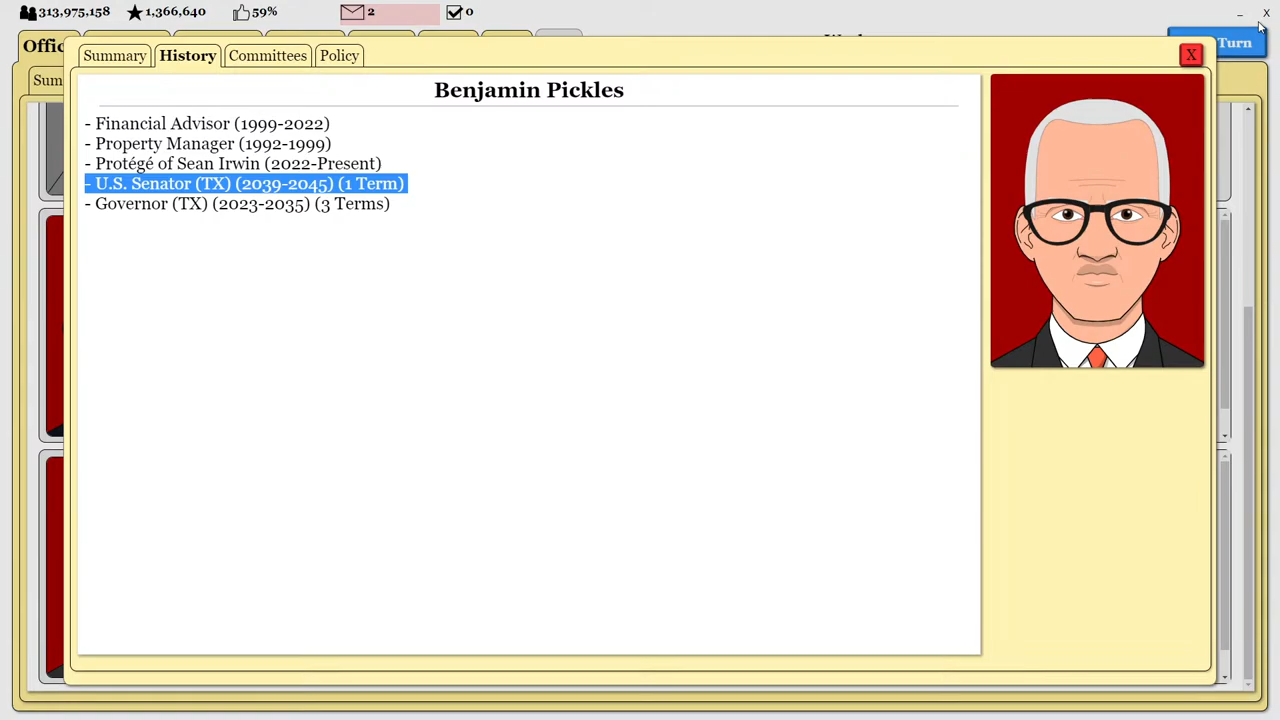 313,975,158 1,366,640 59% 2 0 _ X
Offic
Turn
Summary History Committees Policy X
Sum
Benjamin Pickles
- Financial Advisor (1999-2022)
- Property Manager (1992-1999)
- Protégé of Sean Irwin (2022-Present)
- U.S. Senator (TX) (2039-2045) (1 Term)
- Governor (TX) (2023-2035) (3 Terms)